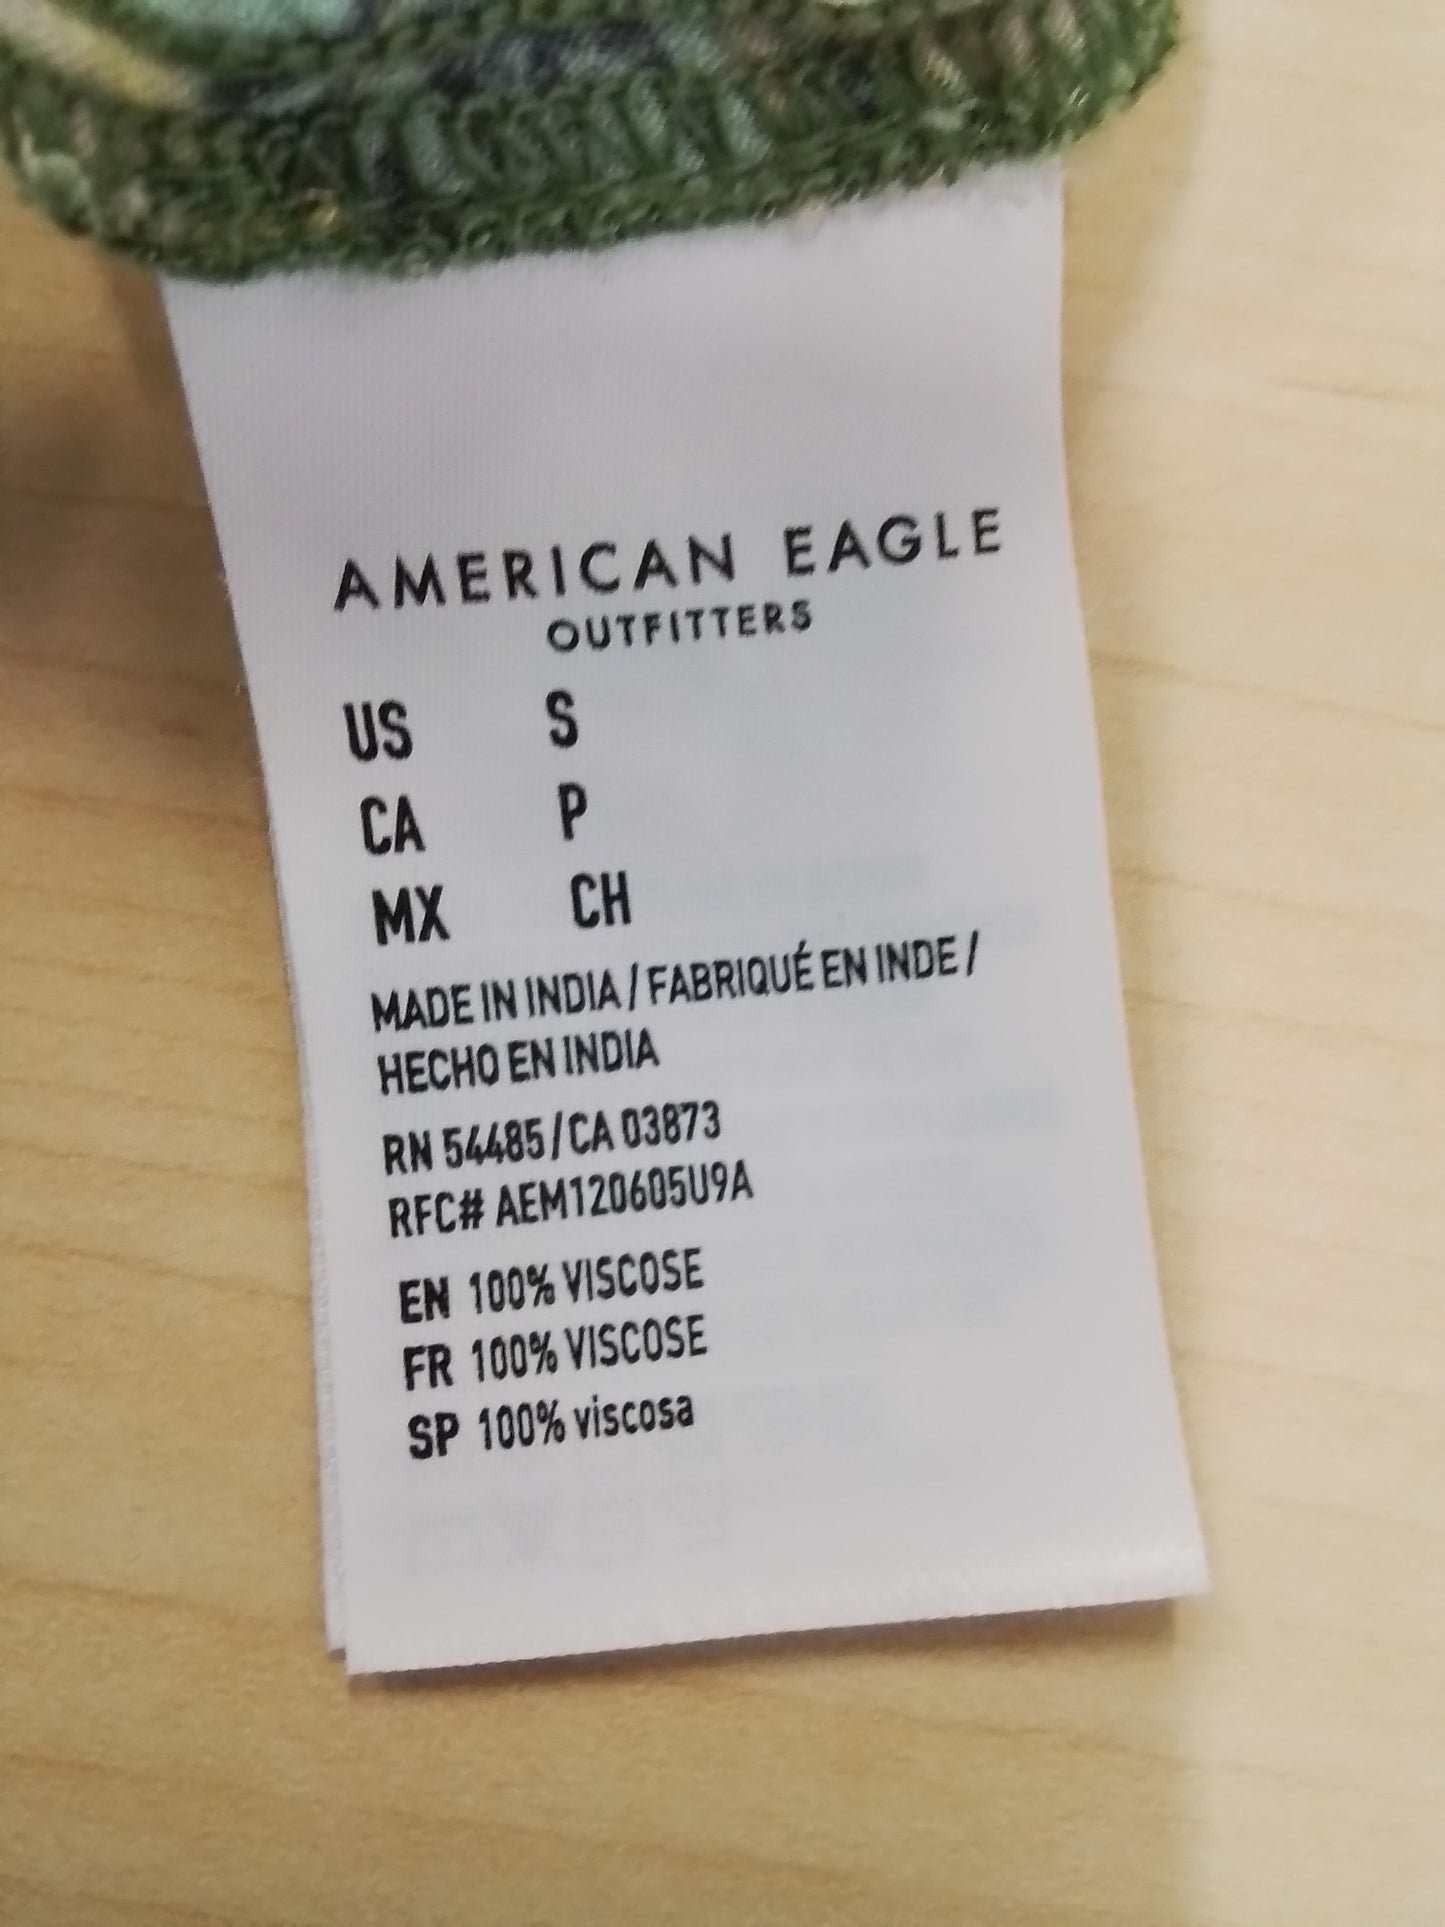 AMERICAN EAGLE
OUTFITTERS
US S
CA P
MX CH
MADE IN INDIA / FABRIQUÉ EN INDE /
HECHO EN INDIA
RN 54485 / CA 03873
RFC# AEM120605U9A
EN 100% VISCOSE
FR 100% VISCOSE
SP 100% viscosa